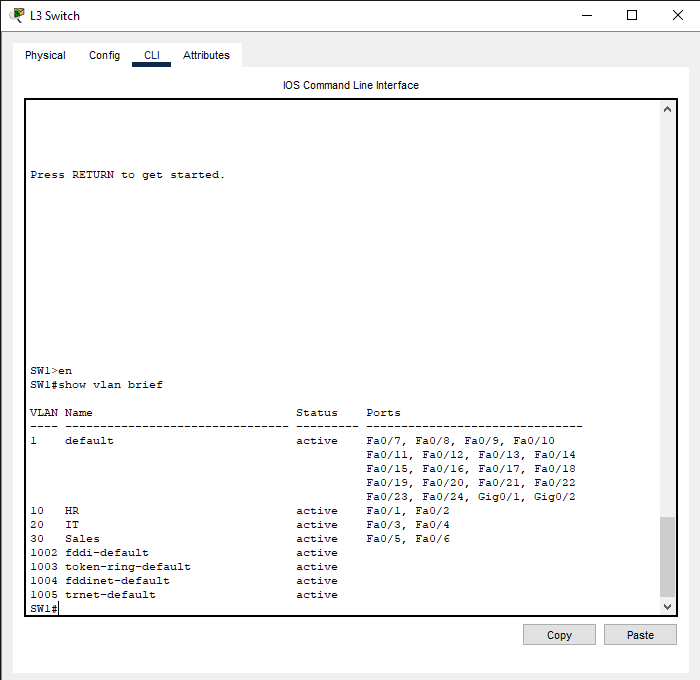 L3 Switch
Physical Config CLI Attributes
IOS Command Line Interface
Press RETURN to get started.
SW1>en
SW1#show vlan brief
VLAN Name                             Status    Ports
---- -------------------------------- --------- -------------------------------
1    default                          active    Fa0/7, Fa0/8, Fa0/9, Fa0/10
                                                Fa0/11, Fa0/12, Fa0/13, Fa0/14
                                                Fa0/15, Fa0/16, Fa0/17, Fa0/18
                                                Fa0/19, Fa0/20, Fa0/21, Fa0/22
                                                Fa0/23, Fa0/24, Gig0/1, Gig0/2
10   HR                               active    Fa0/1, Fa0/2
20   IT                               active    Fa0/3, Fa0/4
30   Sales                            active    Fa0/5, Fa0/6
1002 fddi-default                     active
1003 token-ring-default               active
1004 fddinet-default                  active
1005 trnet-default                    active
SW1#
Copy Paste